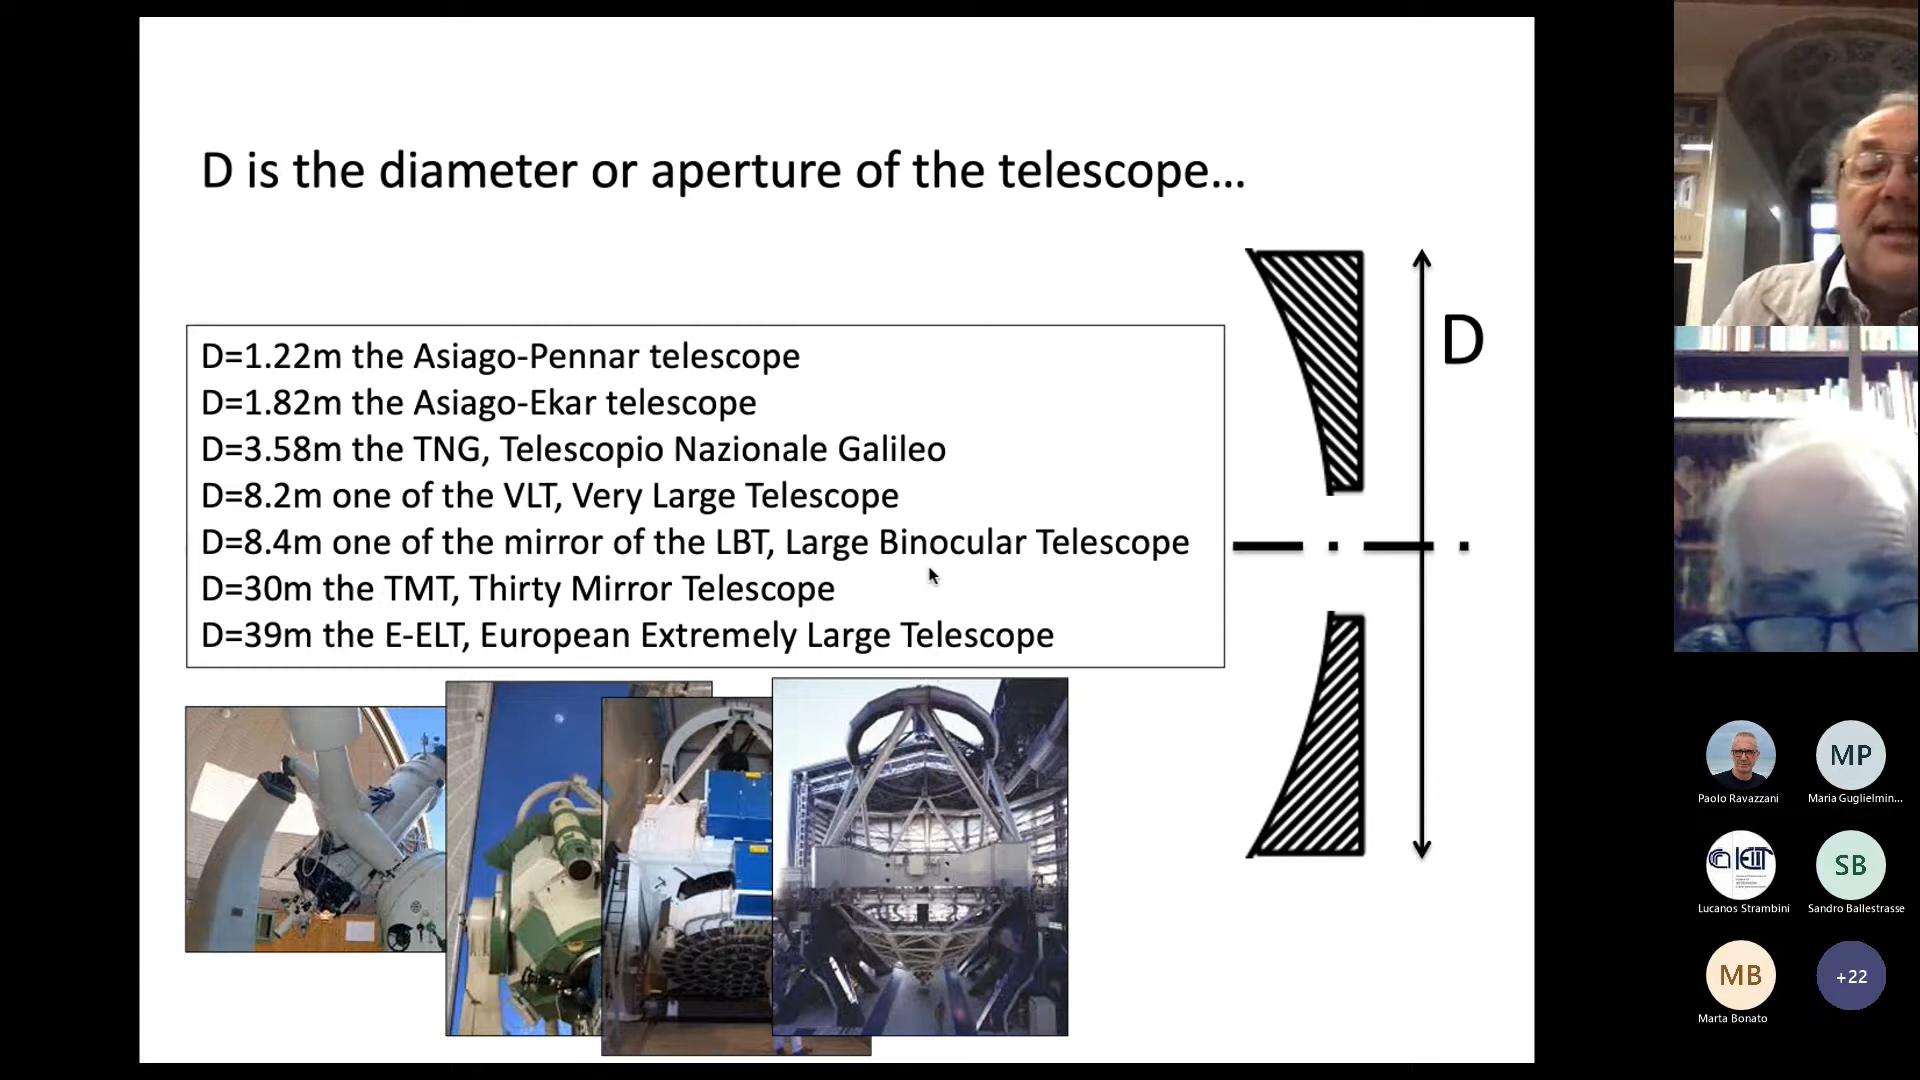 D is the diameter or aperture of the telescope...
D=1.22m the Asiago-Pennar telescope
D=1.82m the Asiago-Ekar telescope
D=3.58m the TNG, Telescopio Nazionale Galileo
D=8.2m one of the VLT, Very Large Telescope
D=8.4m one of the mirror of the LBT, Large Binocular Telescope
D=30m the TMT, Thirty Mirror Telescope
D=39m the E-ELT, European Extremely Large Telescope
D
MP
Paolo Ravazzani
Maria Guglielmin...
SB
Lucanos Strambini
Sandro Ballestrasse
MB
+22
Marta Bonato